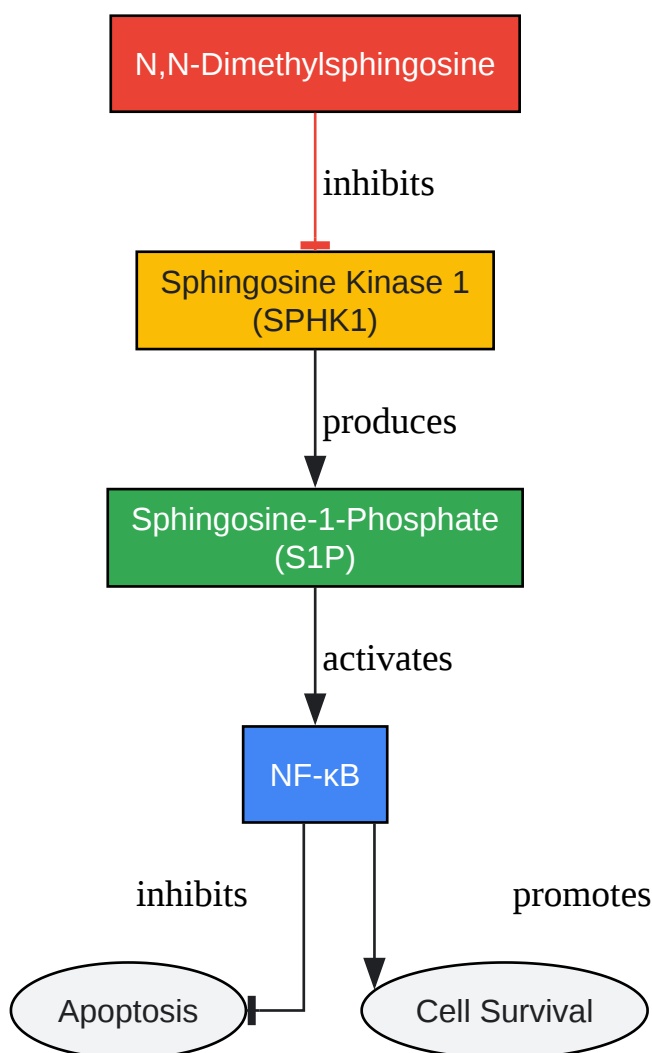 N,N-Dimethylsphingosine
inhibits
Sphingosine Kinase 1
(SPHK1)
produces
Sphingosine-1-Phosphate
(S1P)
activates
NF-κB
inhibits
promotes
Apoptosis
Cell Survival